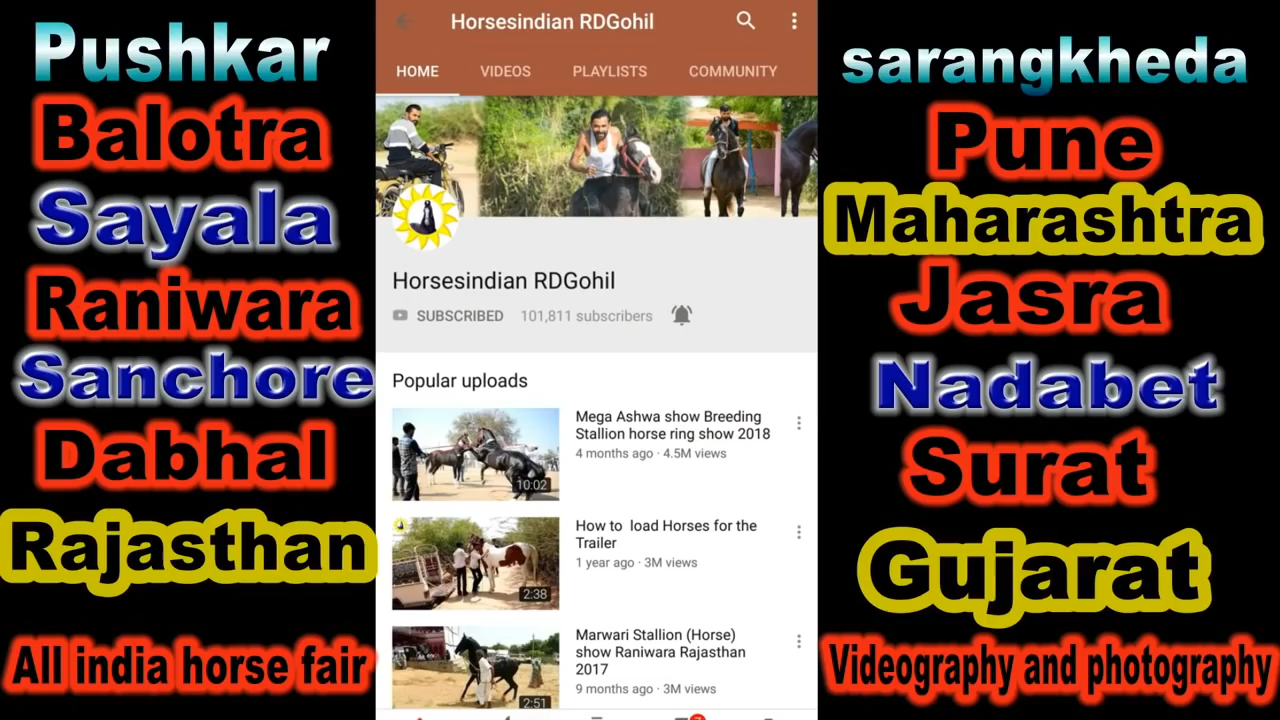 Pushkar
Balotra
Sayala
Raniwara
Sanchore
Dabhal
Rajasthan
All india horse fair
Horsesindian RDGohil
HOME VIDEOS PLAYLISTS COMMUNITY
Horsesindian RDGohil
SUBSCRIBED 101,811 subscribers
Popular uploads
Mega Ashwa show Breeding
Stallion horse ring show 2018
4 months ago · 4.5M views
10:02
How to load Horses for the
Trailer
1 year ago · 3M views
2:38
Marwari Stallion (Horse)
show Raniwara Rajasthan
2017
9 months ago · 3M views
2:51
sarangkheda
Pune
Maharashtra
Jasra
Nadabet
Surat
Gujarat
Videography and photography